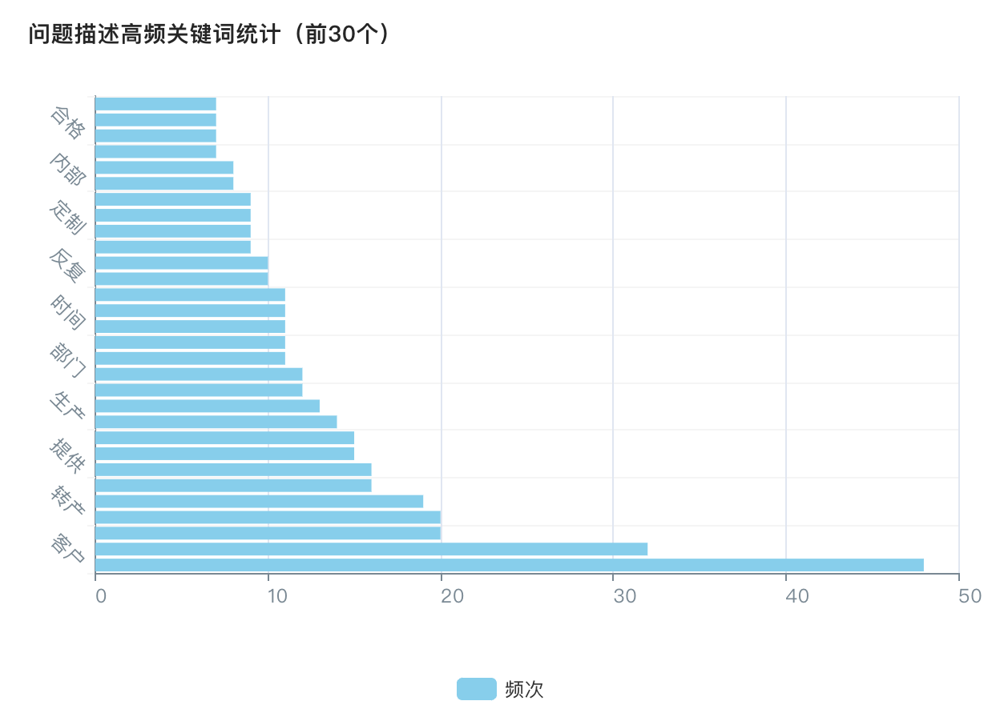 问题描述高频关键词统计（前30个）
合格
内部
定制
反复
时间
部门
生产
提供
转产
客户
0 10 20 30 40 50
频次